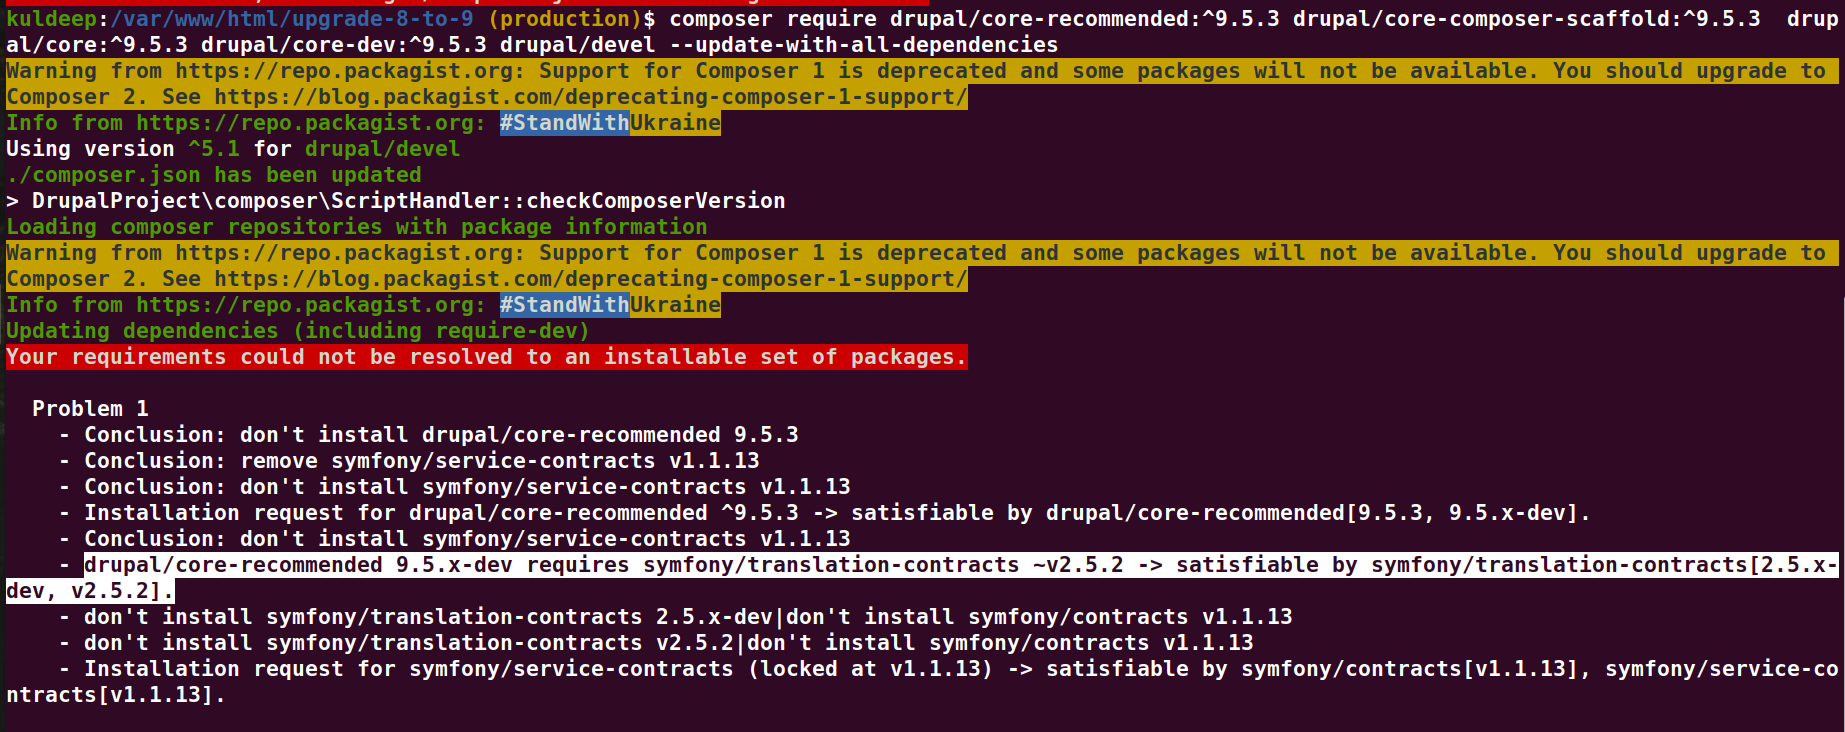 kuldeep:/var/www/html/upgrade-8-to-9 (production)$ composer require drupal/core-recommended:^9.5.3 drupal/core-composer-scaffold:^9.5.3  drup
al/core:^9.5.3 drupal/core-dev:^9.5.3 drupal/devel --update-with-all-dependencies
Warning from https://repo.packagist.org: Support for Composer 1 is deprecated and some packages will not be available. You should upgrade to
Composer 2. See https://blog.packagist.com/deprecating-composer-1-support/
Info from https://repo.packagist.org: #StandWithUkraine
Using version ^5.1 for drupal/devel
./composer.json has been updated
> DrupalProject\composer\ScriptHandler::checkComposerVersion
Loading composer repositories with package information
Warning from https://repo.packagist.org: Support for Composer 1 is deprecated and some packages will not be available. You should upgrade to
Composer 2. See https://blog.packagist.com/deprecating-composer-1-support/
Info from https://repo.packagist.org: #StandWithUkraine
Updating dependencies (including require-dev)
Your requirements could not be resolved to an installable set of packages.
Problem 1
- Conclusion: don't install drupal/core-recommended 9.5.3
- Conclusion: remove symfony/service-contracts v1.1.13
- Conclusion: don't install symfony/service-contracts v1.1.13
- Installation request for drupal/core-recommended ^9.5.3 -> satisfiable by drupal/core-recommended[9.5.3, 9.5.x-dev].
- Conclusion: don't install symfony/service-contracts v1.1.13
- drupal/core-recommended 9.5.x-dev requires symfony/translation-contracts ~v2.5.2 -> satisfiable by symfony/translation-contracts[2.5.x-
dev, v2.5.2].
- don't install symfony/translation-contracts 2.5.x-dev|don't install symfony/contracts v1.1.13
- don't install symfony/translation-contracts v2.5.2|don't install symfony/contracts v1.1.13
- Installation request for symfony/service-contracts (locked at v1.1.13) -> satisfiable by symfony/contracts[v1.1.13], symfony/service-co
ntracts[v1.1.13].